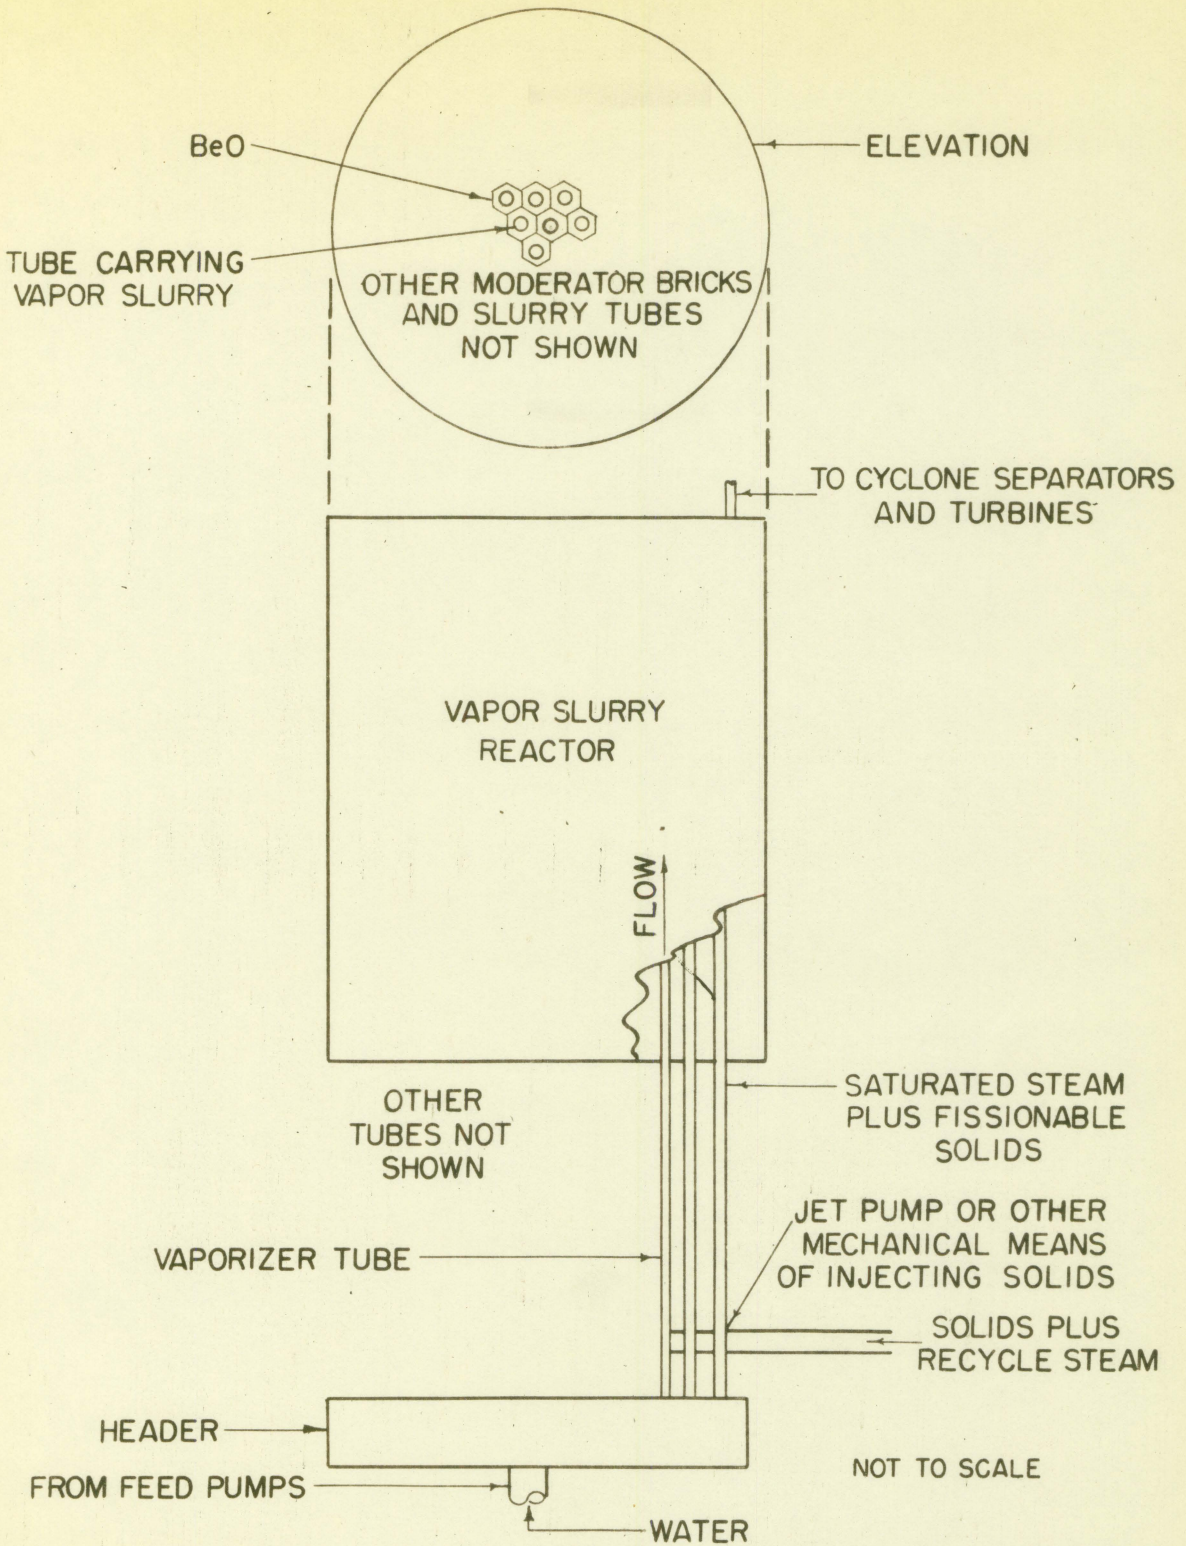 BeO
ELEVATION
TUBE CARRYING
VAPOR SLURRY
OTHER MODERATOR BRICKS
AND SLURRY TUBES
NOT SHOWN
TO CYCLONE SEPARATORS
AND TURBINES
VAPOR SLURRY
REACTOR
FLOW
OTHER
TUBES NOT
SHOWN
SATURATED STEAM
PLUS FISSIONABLE
SOLIDS
VAPORIZER TUBE
JET PUMP OR OTHER
MECHANICAL MEANS
OF INJECTING SOLIDS
SOLIDS PLUS
RECYCLE STEAM
HEADER
FROM FEED PUMPS
WATER
NOT TO SCALE